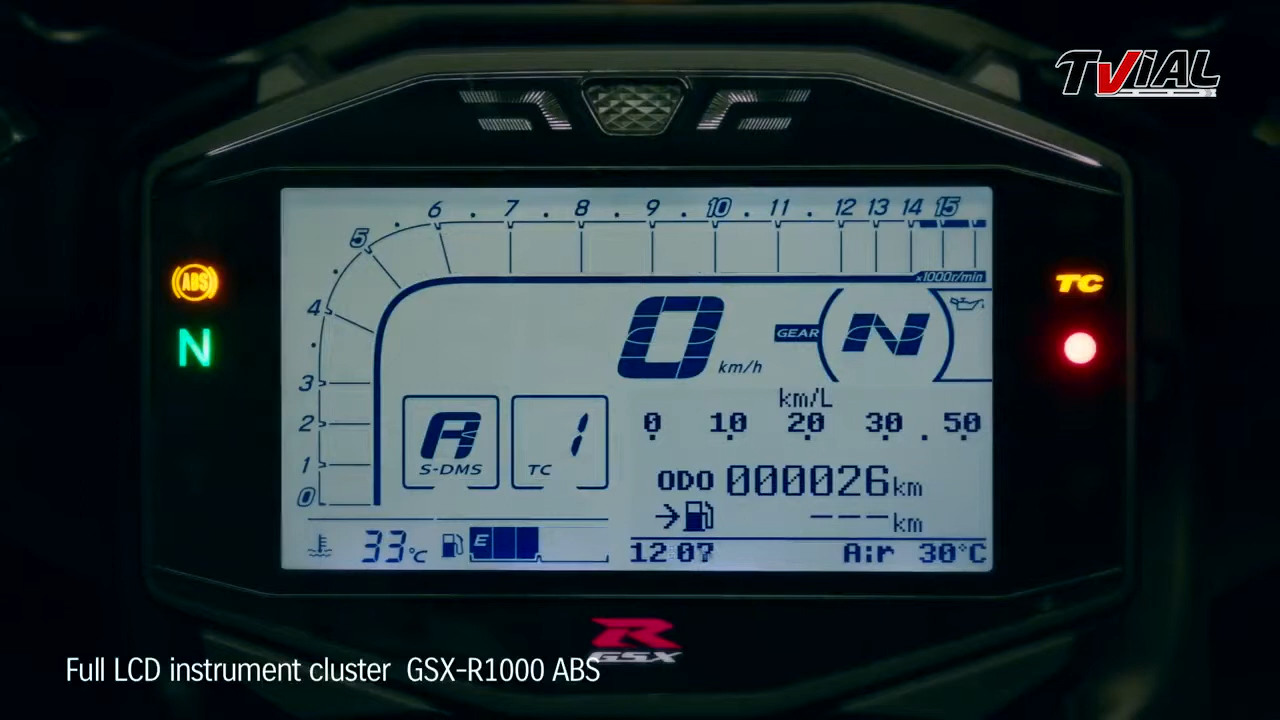 TVIAL
6 . 7 . 8 . 9 . 10 . 11 . 12 13 14 15
5
4
3
2
1
0
×1000r/min
ABS
TC
N
0 km/h
GEAR N
km/L
0 10 20 30 . 50
A
S-DMS
TC 1
ODO 000026 km
--- km
33 °C
E
12:07 Air 30°C
R
GSX
Full LCD instrument cluster GSX-R1000 ABS